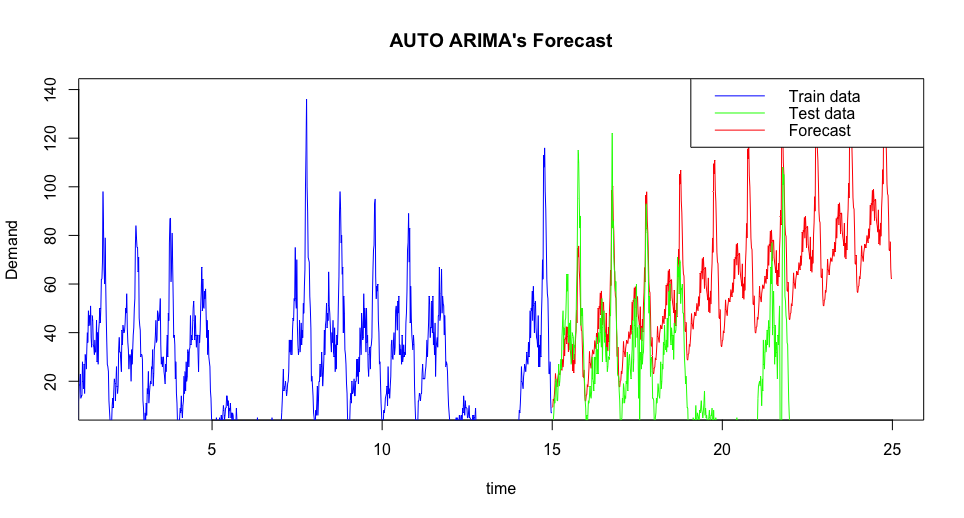 AUTO ARIMA's Forecast
Train data
Test data
Forecast
Demand
140
120
100
80
60
40
20
5
10
15
20
25
time